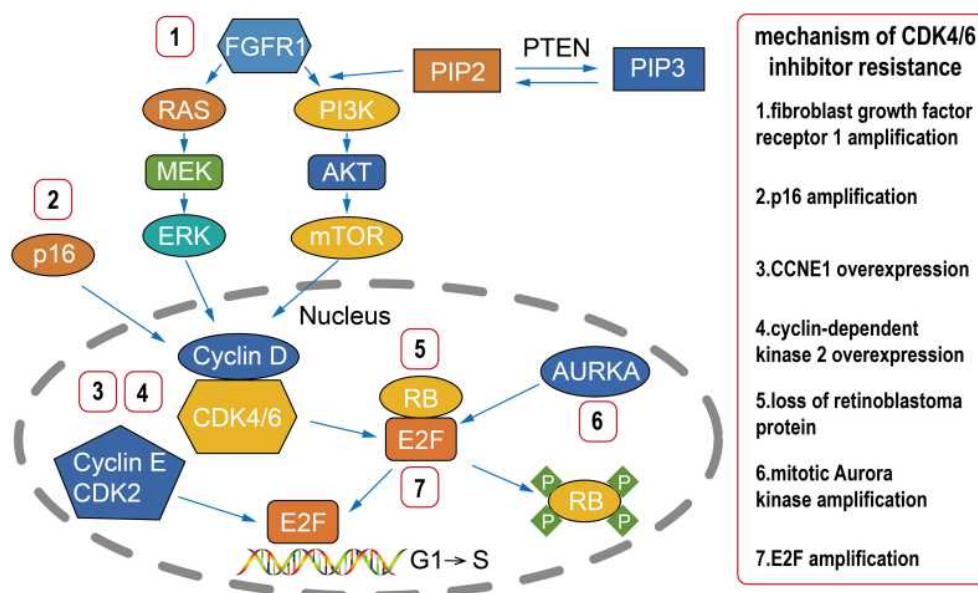 1
FGFR1
PIP2
PTEN
PIP3
RAS
PI3K
MEK
AKT
2
p16
ERK
mTOR
Nucleus
Cyclin D
CDK4/6
3
4
5
RB
E2F
AURKA
6
7
Cyclin E
CDK2
E2F
G1→S
P
P
RB
P
P
mechanism of CDK4/6
inhibitor resistance
1.fibroblast growth factor
receptor 1 amplification
2.p16 amplification
3.CCNE1 overexpression
4.cyclin-dependent
kinase 2 overexpression
5.loss of retinoblastoma
protein
6.mitotic Aurora
kinase amplification
7.E2F amplification